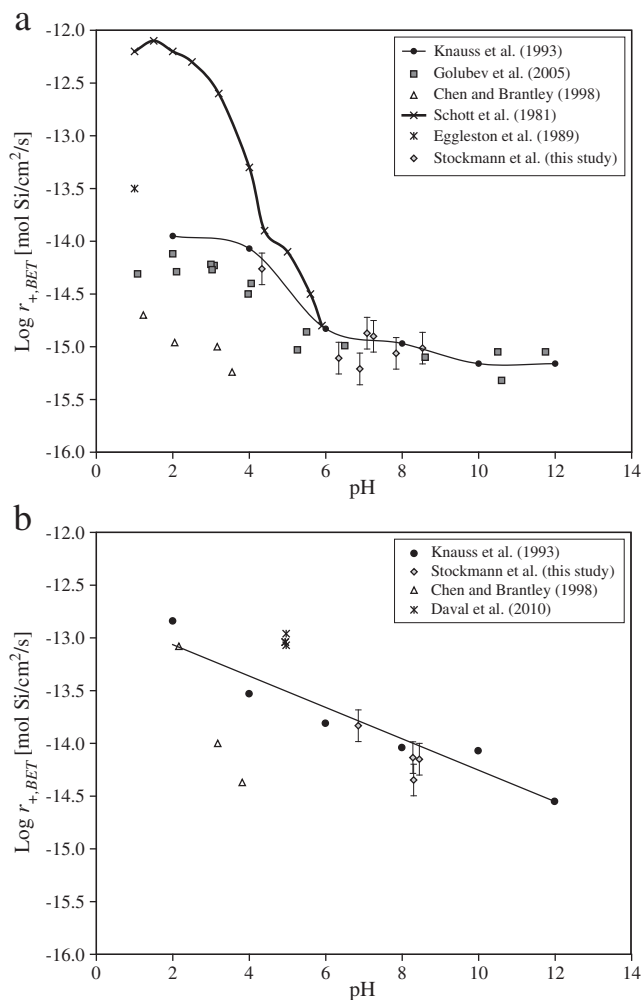 a
-12.0
-12.5
-13.0
-13.5
-14.0
-14.5
-15.0
-15.5
-16.0
Log r+,BET [mol Si/cm2/s]
Knauss et al. (1993)
Golubev et al. (2005)
Chen and Brantley (1998)
Schott et al. (1981)
Eggleston et al. (1989)
Stockmann et al. (this study)
0 2 4 6 8 10 12 14
pH
b
-12.0
-12.5
-13.0
-13.5
-14.0
-14.5
-15.0
-15.5
-16.0
Log r+,BET [mol Si/cm2/s]
Knauss et al. (1993)
Stockmann et al. (this study)
Chen and Brantley (1998)
Daval et al. (2010)
0 2 4 6 8 10 12 14
pH